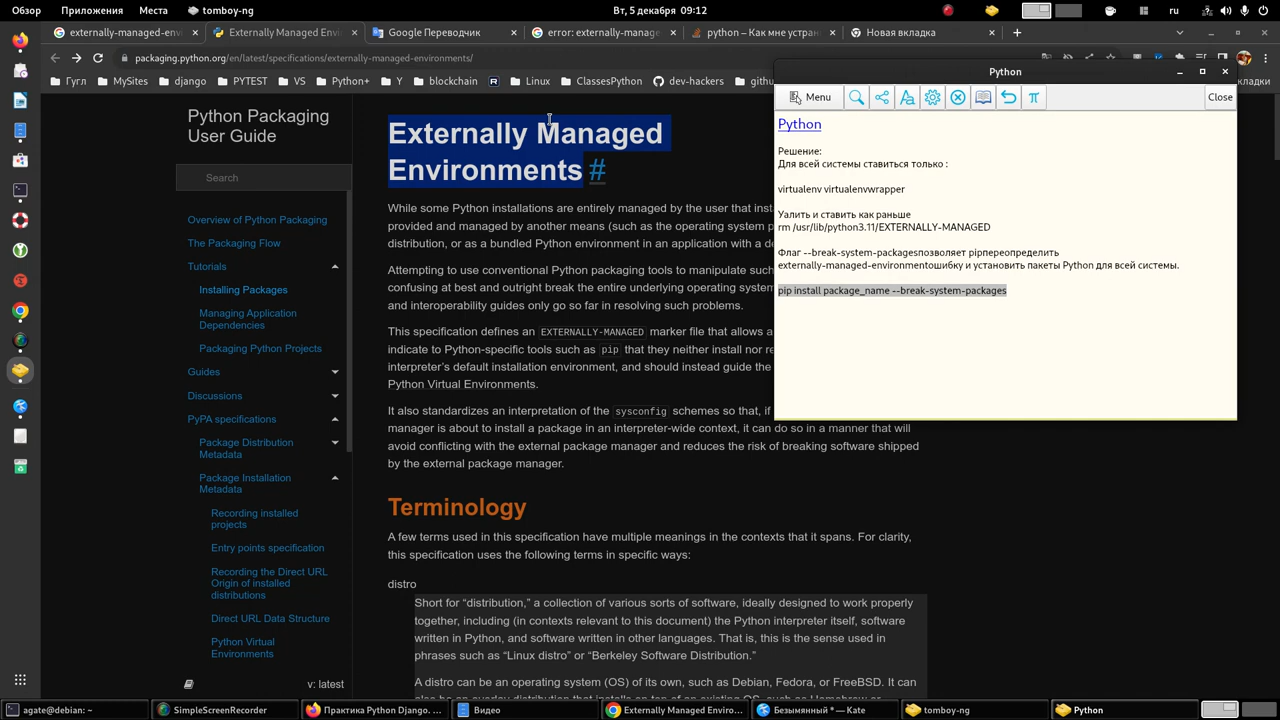 Обзор Приложения Места tomboy-ng Вт, 5 декабря 09:12 ru
externally-managed-envi × External Managed Envi × Google Переводчик × error: externally-manage × python – Как мне устран × Новая вкладка ×
packaging.python.org/en/latest/specifications/externally-managed-environments/
Гугл MySites django PYTEST VS Python+ Y blockchain Linux ClassesPython dev-hackers
Python Packaging
User Guide
Search
Overview of Python Packaging
The Packaging Flow
Tutorials
Installing Packages
Managing Application
Dependencies
Packaging Python Projects
Guides
Discussions
PyPA specifications
Package Distribution
Metadata
Package Installation
Metadata
Recording installed
projects
Entry points specification
Recording the Direct URL
Origin of installed
distributions
Direct URL Data Structure
Python Virtual
Environments
v: latest
Externally Managed
Environments #
While some Python installations are entirely managed by the user that
provided and managed by another means (such as the operating system
distribution, or as a bundled Python environment in an application with a
Attempting to use conventional Python packaging tools to manipulate such
confusing at best and outright break the entire underlying operating system
and interoperability guides only go so far in resolving such problems.
This specification defines an EXTERNALLY-MANAGED marker file that allows a
indicate to Python-specific tools such as pip that they neither install nor
interpreter's default installation environment, and should instead guide the
Python Virtual Environments.
It also standardizes an interpretation of the sysconfig schemes so that, if
manager is about to install a package in an interpreter-wide context, it can do so in a manner that will
avoid conflicting with the external package manager and reduces the risk of breaking software shipped
by the external package manager.
Terminology
A few terms used in this specification have multiple meanings in the contexts that it spans. For clarity,
this specification uses the following terms in specific ways:
distro
Short for “distribution,” a collection of various sorts of software, ideally designed to work properly
together, including (in contexts relevant to this document) the Python interpreter itself, software
written in Python, and software written in other languages. That is, this is the sense used in
phrases such as “Linux distro” or “Berkeley Software Distribution.”
A distro can be an operating system (OS) of its own, such as Debian, Fedora, or FreeBSD. It can
Python
Menu Close
Python
Решение:
Для всей системы ставиться только :
virtualenv virtualenvwrapper
Уалить и ставить как раньше
rm /usr/lib/python3.11/EXTERNALLY-MANAGED
Флаг --break-system-packagesпозволяет pipпереопределить
externally-managed-environmentошибку и установить пакеты Python для всей системы.
pip install package_name --break-system-packages
agate@debian: ~ SimpleScreenRecorder Практика Python Django. ... Видео Externally Managed Enviro... Безымянный * — Kate tomboy-ng Python